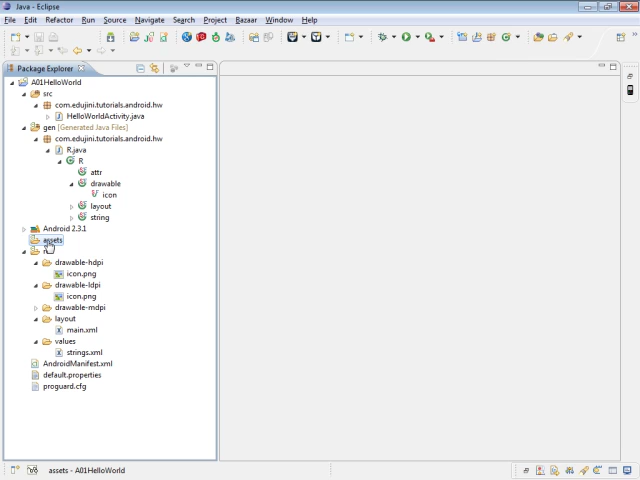 Java - Eclipse
File Edit Refactor Run Source Navigate Search Project Bazaar Window Help
Package Explorer
A01HelloWorld
src
com.edujini.tutorials.android.hw
HelloWorldActivity.java
gen [Generated Java Files]
com.edujini.tutorials.android.hw
R.java
R
attr
drawable
icon
layout
string
Android 2.3.1
assets
drawable-hdpi
icon.png
drawable-ldpi
icon.png
drawable-mdpi
layout
main.xml
values
strings.xml
AndroidManifest.xml
default.properties
proguard.cfg
assets - A01HelloWorld